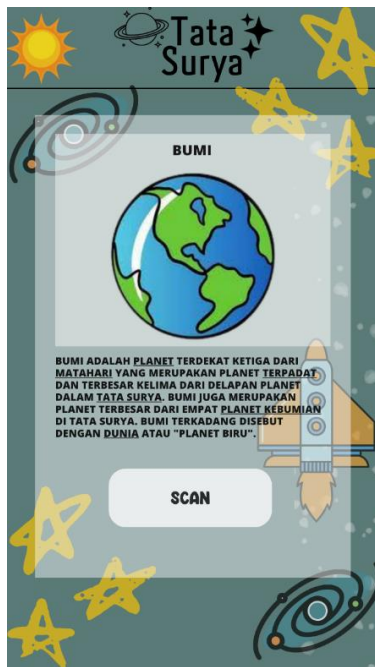 Tata
Surya
BUMI
BUMI ADALAH PLANET TERDEKAT KETIGA DARI
MATAHARI YANG MERUPAKAN PLANET TERPADAT
DAN TERBESAR KELIMA DARI DELAPAN PLANET
DALAM TATA SURYA. BUMI JUGA MERUPAKAN
PLANET TERBESAR DARI EMPAT PLANET KEBUMIAN
DI TATA SURYA. BUMI TERKADANG DISEBUT
DENGAN DUNIA ATAU "PLANET BIRU".
SCAN